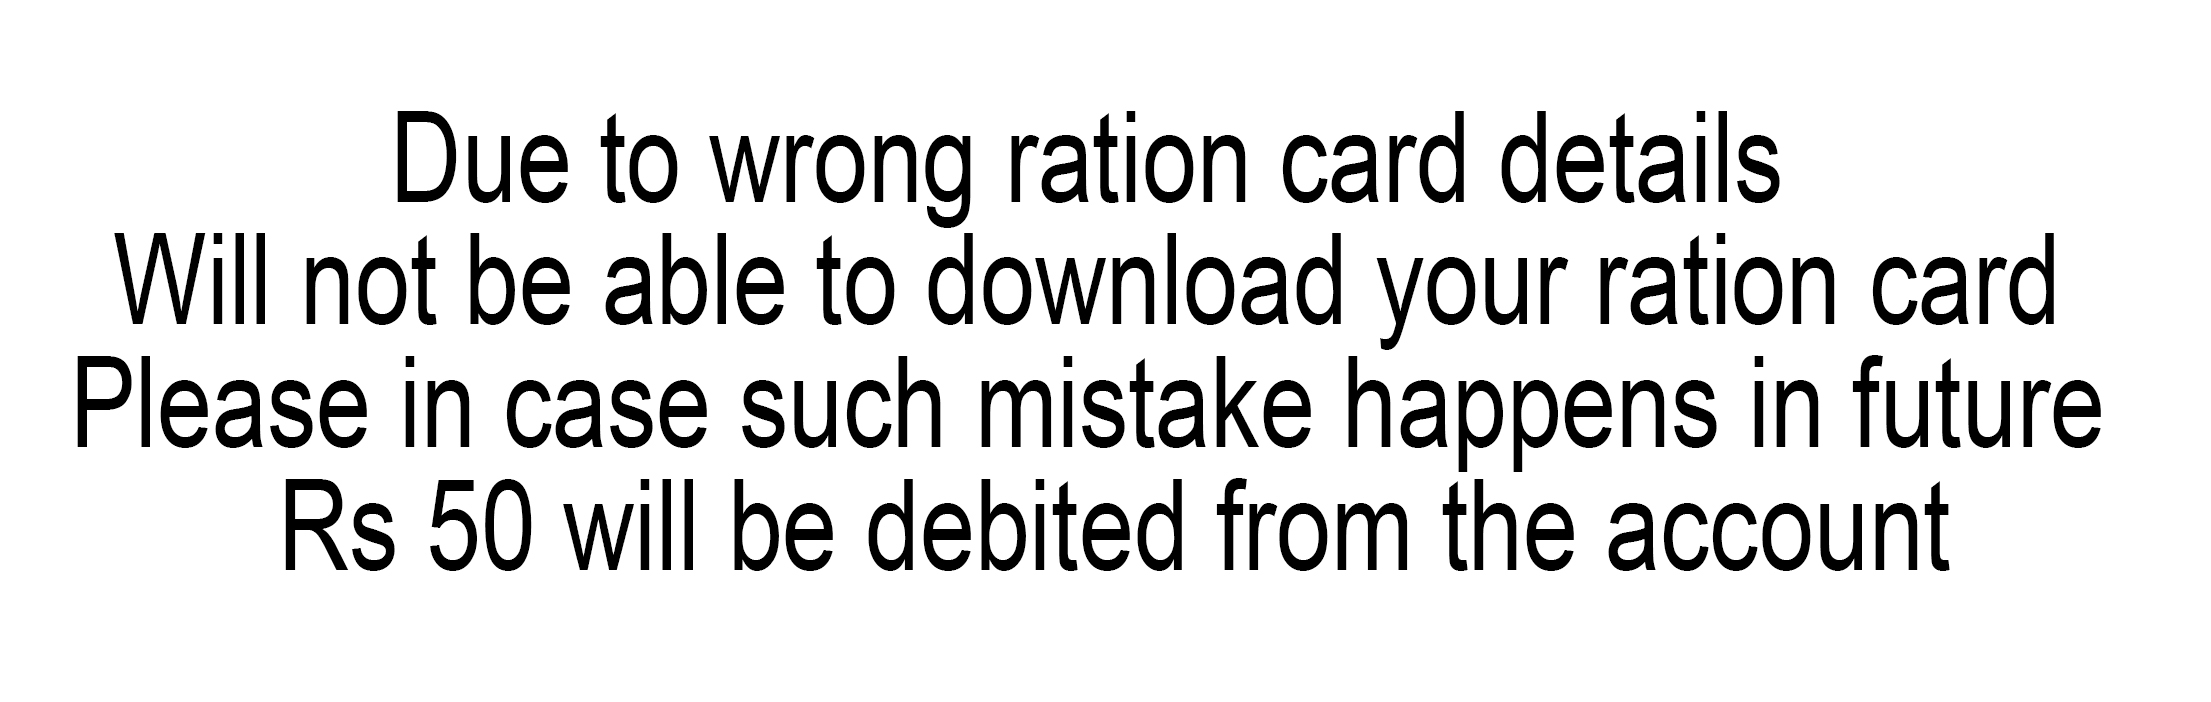 Due to wrong ration card details
Will not be able to download your ration card
Please in case such mistake happens in future
Rs 50 will be debited from the account